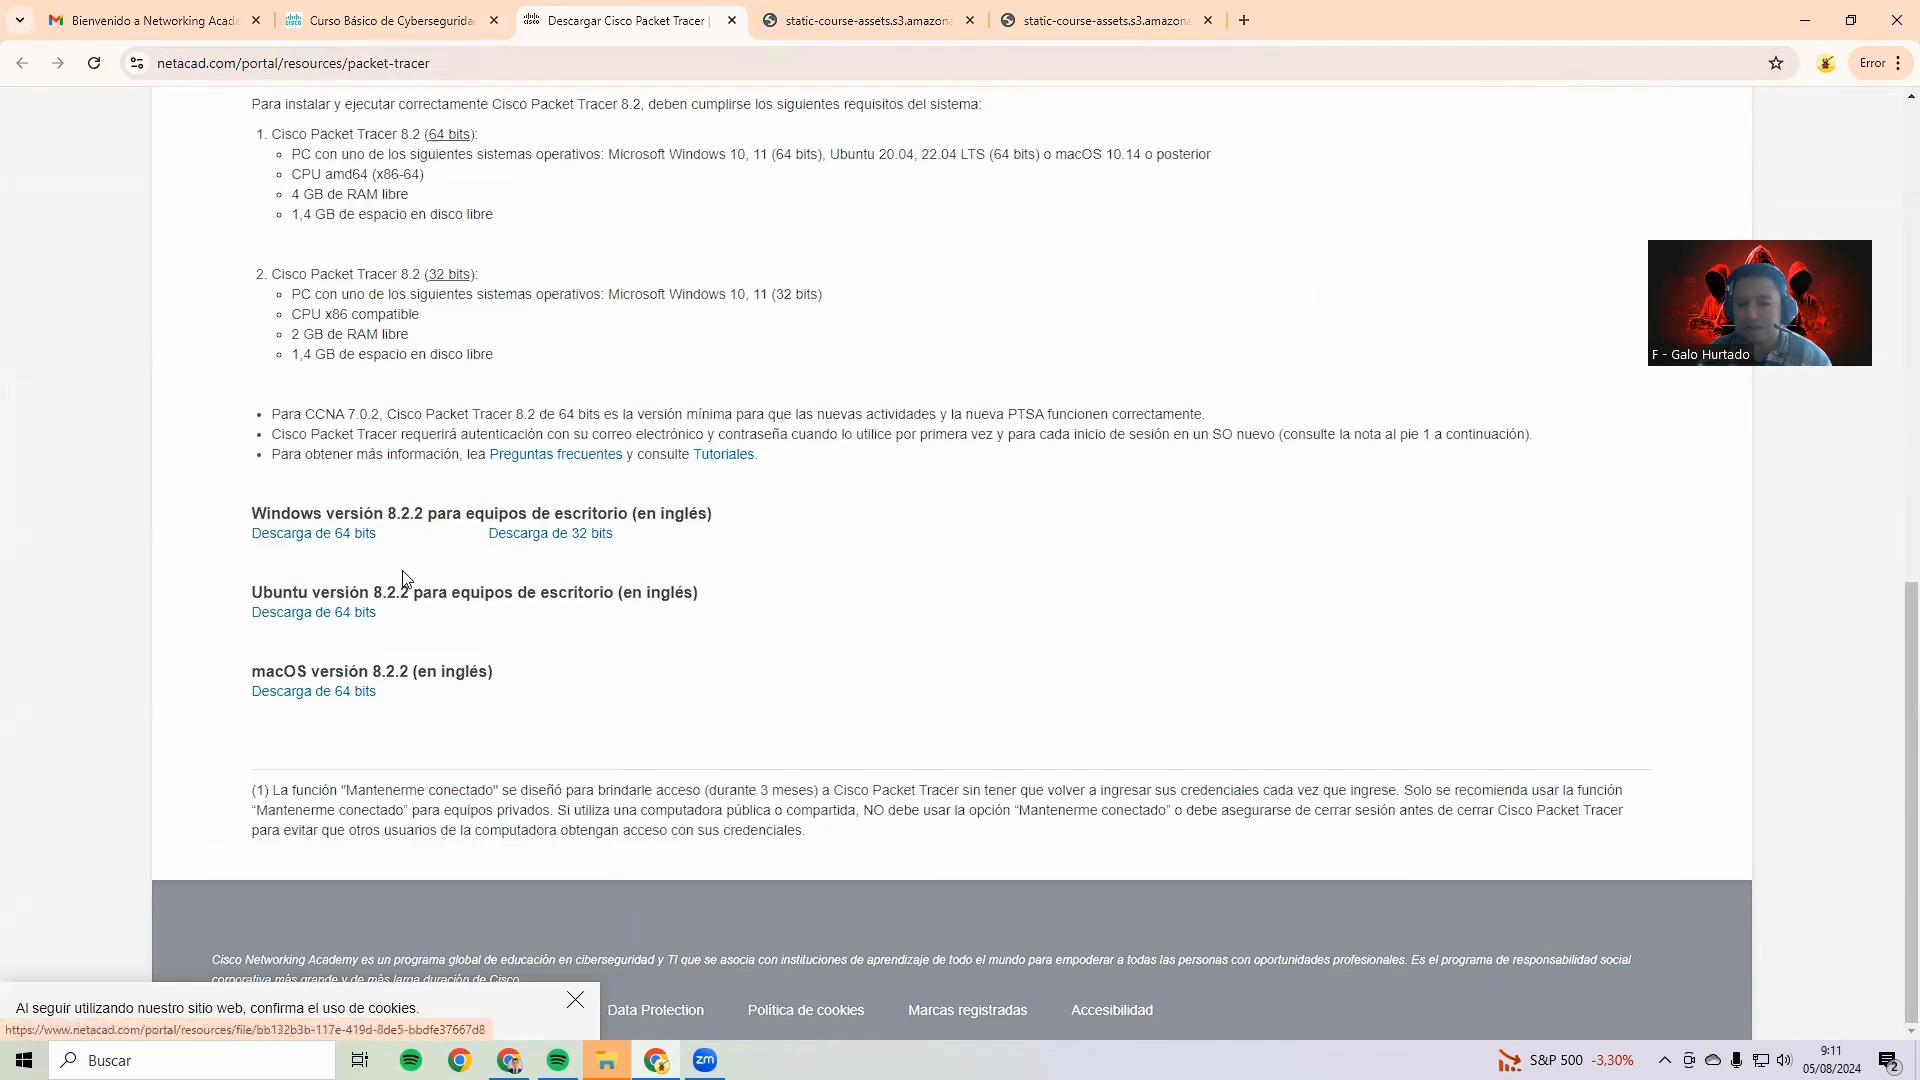 Bienvenido a Networking Acade
Curso Básico de Cyberseguridad
Descargar Cisco Packet Tracer |
static-course-assets.s3.amazona
static-course-assets.s3.amazona
netacad.com/portal/resources/packet-tracer
Error
Para instalar y ejecutar correctamente Cisco Packet Tracer 8.2, deben cumplirse los siguientes requisitos del sistema:
1. Cisco Packet Tracer 8.2 (64 bits):
PC con uno de los siguientes sistemas operativos: Microsoft Windows 10, 11 (64 bits), Ubuntu 20.04, 22.04 LTS (64 bits) o macOS 10.14 o posterior
CPU amd64 (x86-64)
4 GB de RAM libre
1,4 GB de espacio en disco libre
2. Cisco Packet Tracer 8.2 (32 bits):
PC con uno de los siguientes sistemas operativos: Microsoft Windows 10, 11 (32 bits)
CPU x86 compatible
2 GB de RAM libre
1,4 GB de espacio en disco libre
F - Galo Hurtado
Para CCNA 7.0.2, Cisco Packet Tracer 8.2 de 64 bits es la versión mínima para que las nuevas actividades y la nueva PTSA funcionen correctamente.
Cisco Packet Tracer requerirá autenticación con su correo electrónico y contraseña cuando lo utilice por primera vez y para cada inicio de sesión en un SO nuevo (consulte la nota al pie 1 a continuación).
Para obtener más información, lea Preguntas frecuentes y consulte Tutoriales.
Windows versión 8.2.2 para equipos de escritorio (en inglés)
Descarga de 64 bits Descarga de 32 bits
Ubuntu versión 8.2.2 para equipos de escritorio (en inglés)
Descarga de 64 bits
macOS versión 8.2.2 (en inglés)
Descarga de 64 bits
(1) La función "Mantenerme conectado" se diseñó para brindarle acceso (durante 3 meses) a Cisco Packet Tracer sin tener que volver a ingresar sus credenciales cada vez que ingrese. Solo se recomienda usar la función
“Mantenerme conectado” para equipos privados. Si utiliza una computadora pública o compartida, NO debe usar la opción “Mantenerme conectado” o debe asegurarse de cerrar sesión antes de cerrar Cisco Packet Tracer
para evitar que otros usuarios de la computadora obtengan acceso con sus credenciales.
Cisco Networking Academy es un programa global de educación en ciberseguridad y TI que se asocia con instituciones de aprendizaje de todo el mundo para empoderar a todas las personas con oportunidades profesionales. Es el programa de responsabilidad social
corporativa más grande y de más larga duración de Cisco.
Al seguir utilizando nuestro sitio web, confirma el uso de cookies.
Data Protection Política de cookies Marcas registradas Accesibilidad
https://www.netacad.com/portal/resources/file/bb132b3b-117e-419d-8de5-bbdfe37667d8
Buscar
zm
S&P 500 -3,30%
9:11
05/08/2024
2